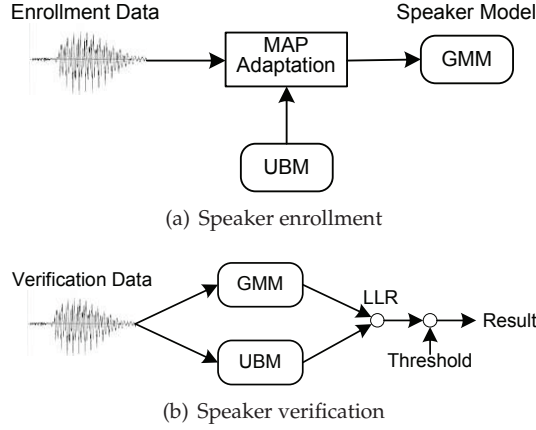 Enrollment Data
Speaker Model
MAP
Adaptation
GMM
UBM
(a) Speaker enrollment
Verification Data
GMM
LLR
Result
UBM
Threshold
(b) Speaker verification